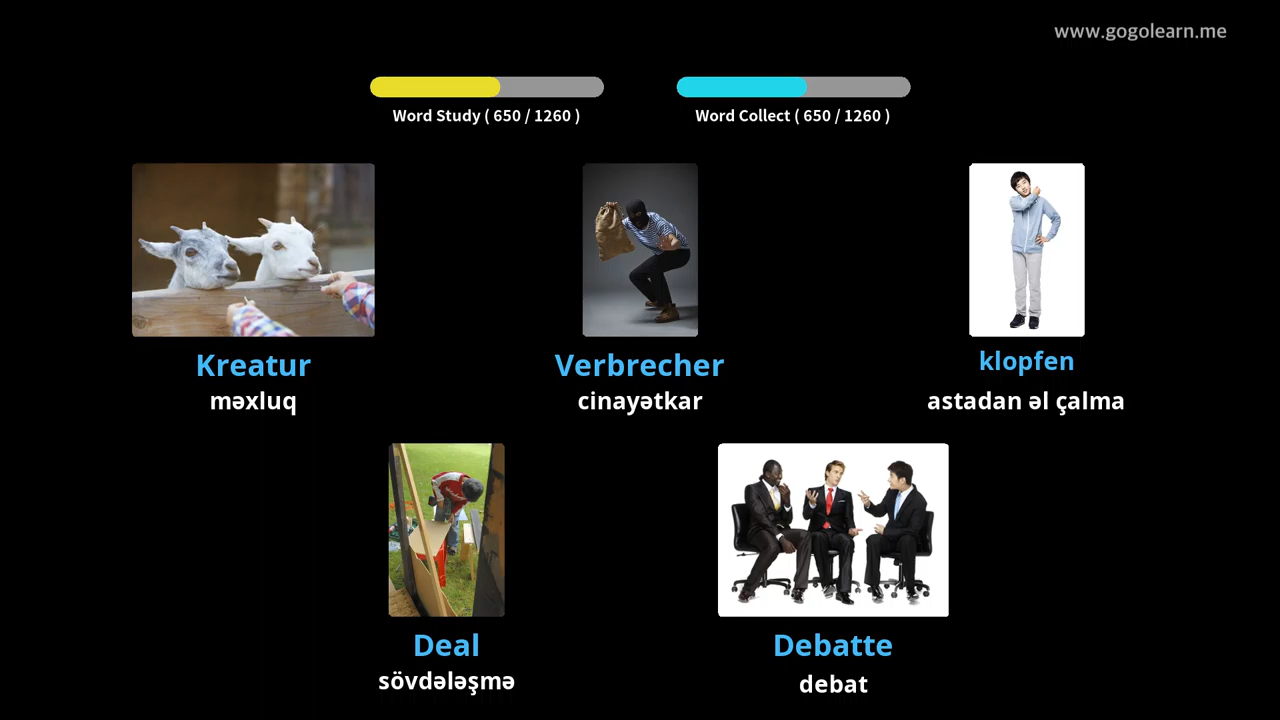 www.gogolearn.me
Word Study ( 650 / 1260 )
Word Collect ( 650 / 1260 )
Kreatur
məxluq
Verbrecher
cinayətkar
klopfen
astadan əl çalma
Deal
sövdələşmə
Debatte
debat